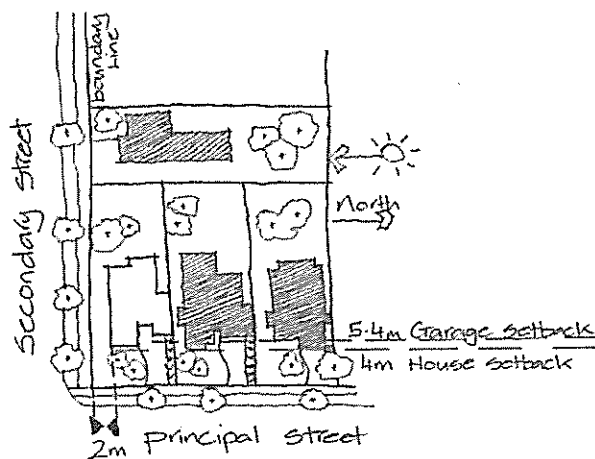 boundary
Line
Secondary Street
North
5.4m Garage Setback
4m House setback
2m
principal street